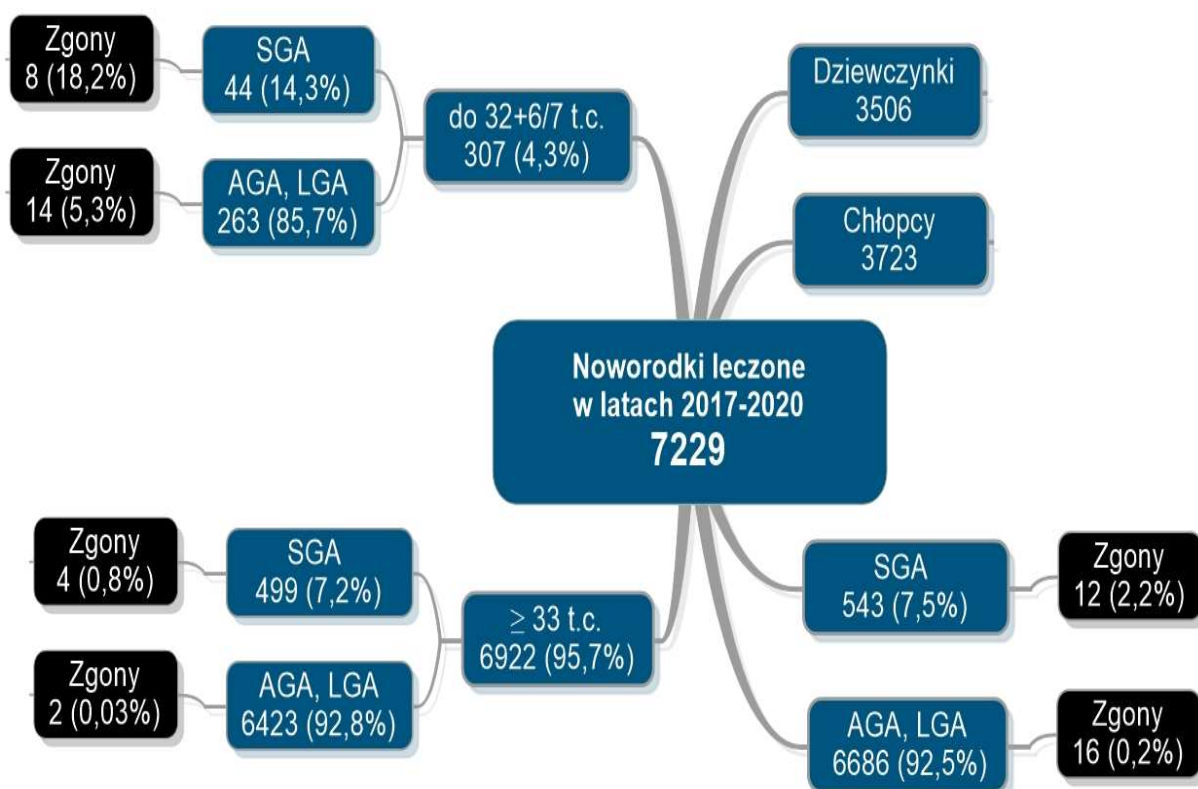 Zgony
8 (18,2%)
SGA
44 (14,3%)
Zgony
14 (5,3%)
AGA, LGA
263 (85,7%)
do 32+6/7 t.c.
307 (4,3%)
Dziewczynki
3506
Chłopcy
3723
Noworodki leczone
w latach 2017-2020
7229
Zgony
4 (0,8%)
SGA
499 (7,2%)
Zgony
2 (0,03%)
AGA, LGA
6423 (92,8%)
≥ 33 t.c.
6922 (95,7%)
SGA
543 (7,5%)
Zgony
12 (2,2%)
AGA, LGA
6686 (92,5%)
Zgony
16 (0,2%)